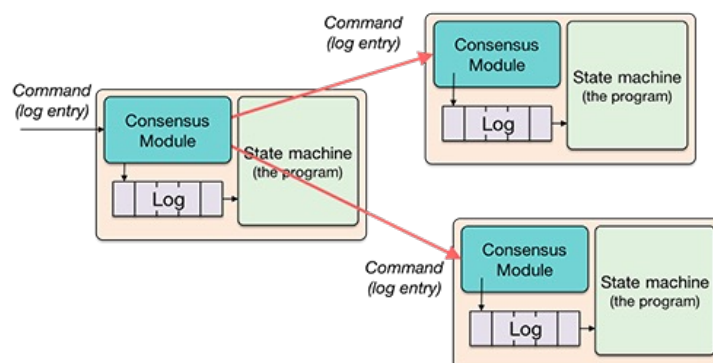 Command
(log entry)
Consensus
Module
State machine
(the program)
Log
Command
(log entry)
Consensus
Module
State machine
(the program)
Log
Command
(log entry)
Consensus
Module
State machine
(the program)
Log